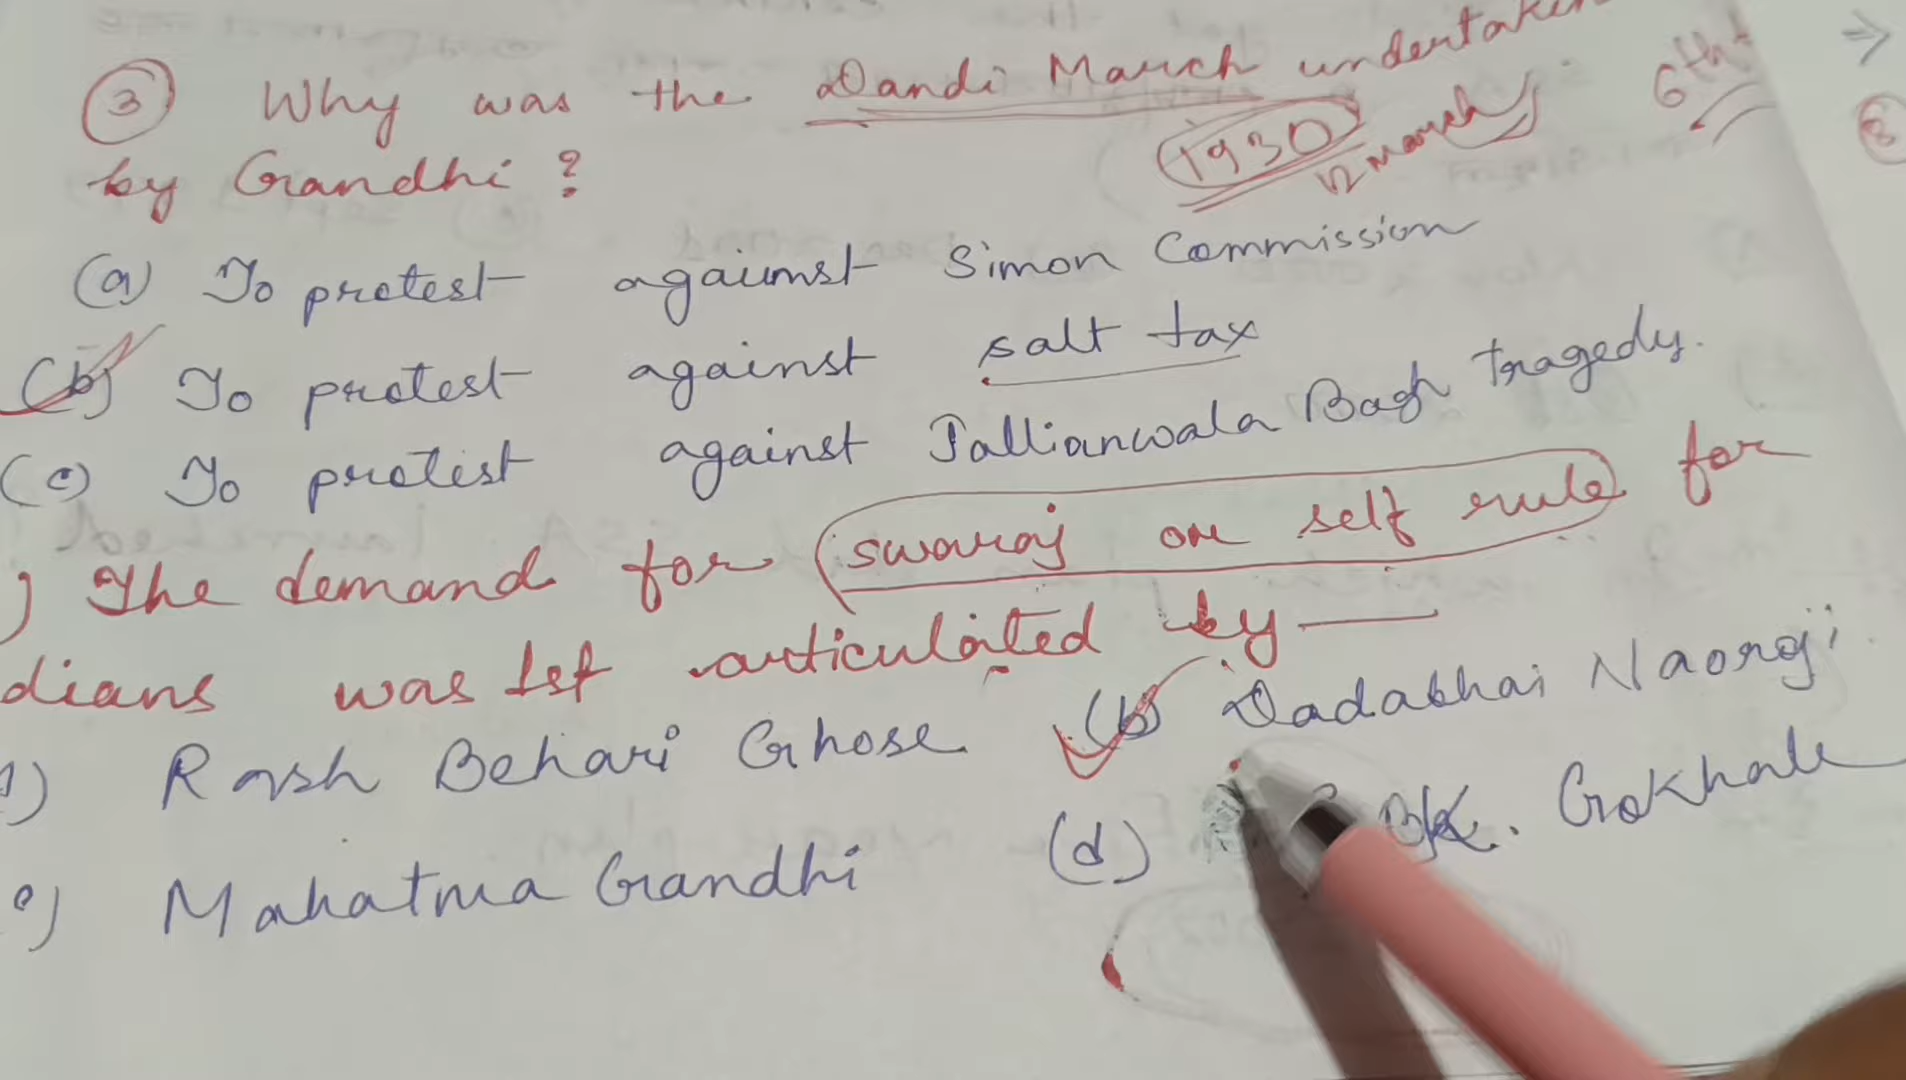 3 Why was the Dandi March undertaken
by Gandhi ?
1930
12 March
6th
(a) To protest against Simon Commission
(b) To protest against salt tax
(c) To protest against Jallianwala Bagh tragedy.
) The demand for swaraj or self rule for
dians was 1st articulated by —
) Rash Behari Ghose (b) Dadabhai Naoroji
) Mahatma Gandhi (d) K. Gokhale